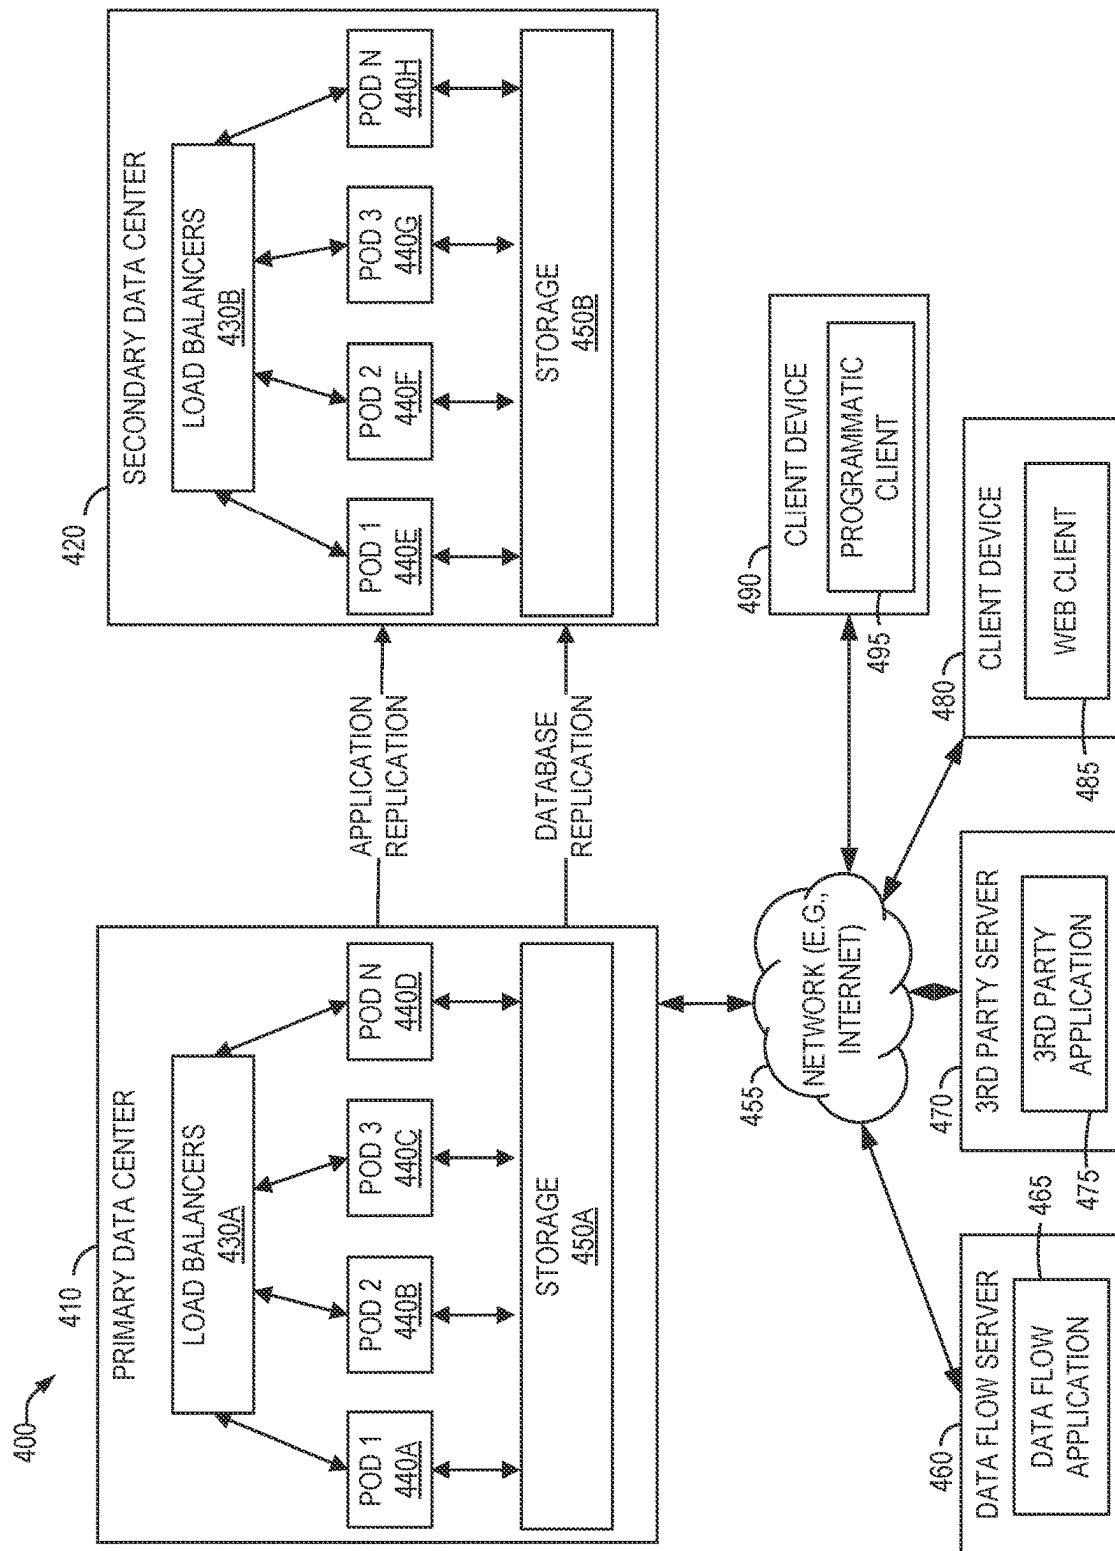 400
410
PRIMARY DATA CENTER
LOAD BALANCERS
430A
POD 1
440A
POD 2
440B
POD 3
440C
POD N
440D
STORAGE
450A
APPLICATION
REPLICATION
DATABASE
REPLICATION
420
SECONDARY DATA CENTER
LOAD BALANCERS
430B
POD 1
440E
POD 2
440F
POD 3
440G
POD N
440H
STORAGE
450B
455
NETWORK (E.G.,
INTERNET)
460
DATA FLOW SERVER
465
DATA FLOW
APPLICATION
470
3RD PARTY SERVER
475
3RD PARTY
APPLICATION
480
CLIENT DEVICE
485
WEB CLIENT
490
CLIENT DEVICE
495
PROGRAMMATIC
CLIENT